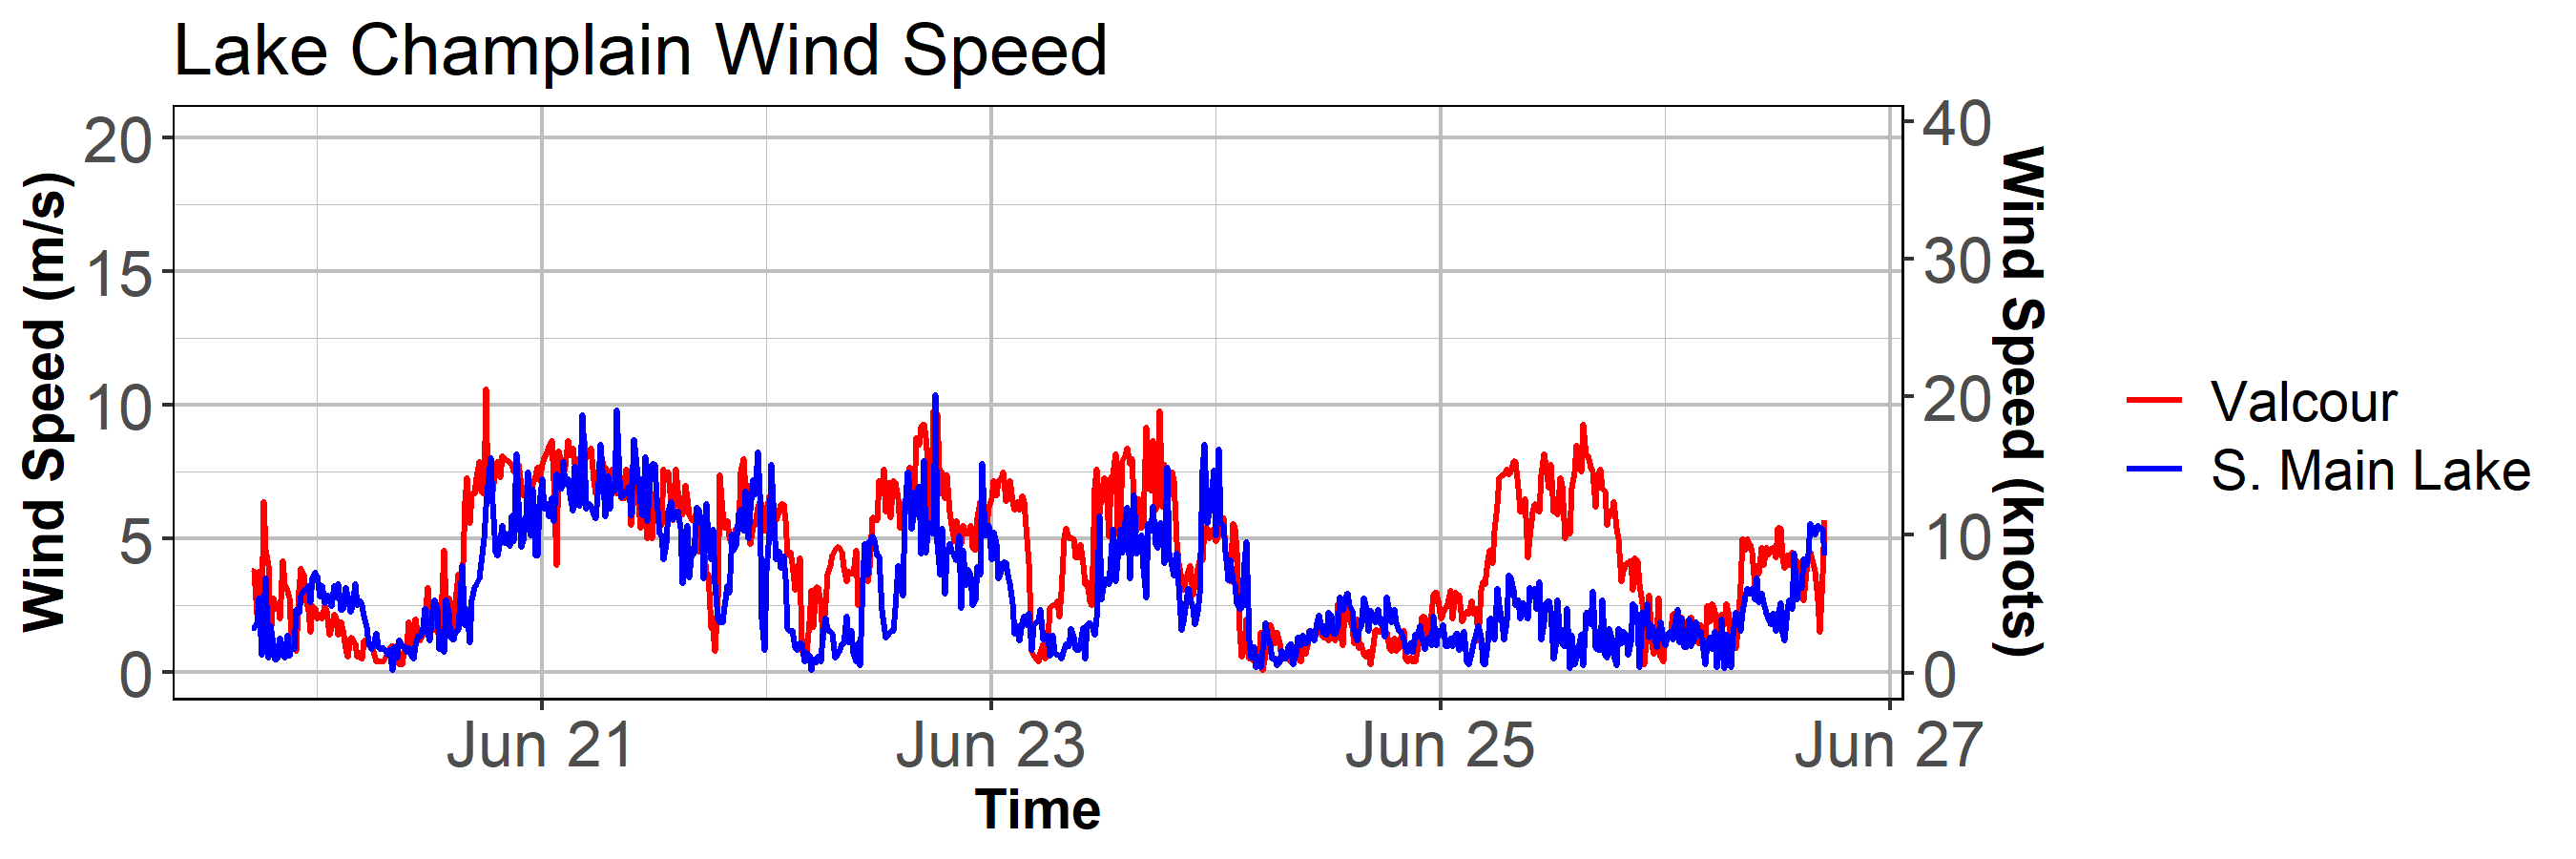 Lake Champlain Wind Speed
Wind Speed (m/s)
20
15
10
5
0
40
30
20
10
0
Wind Speed (knots)
Jun 21
Jun 23
Jun 25
Jun 27
Time
Valcour
S. Main Lake